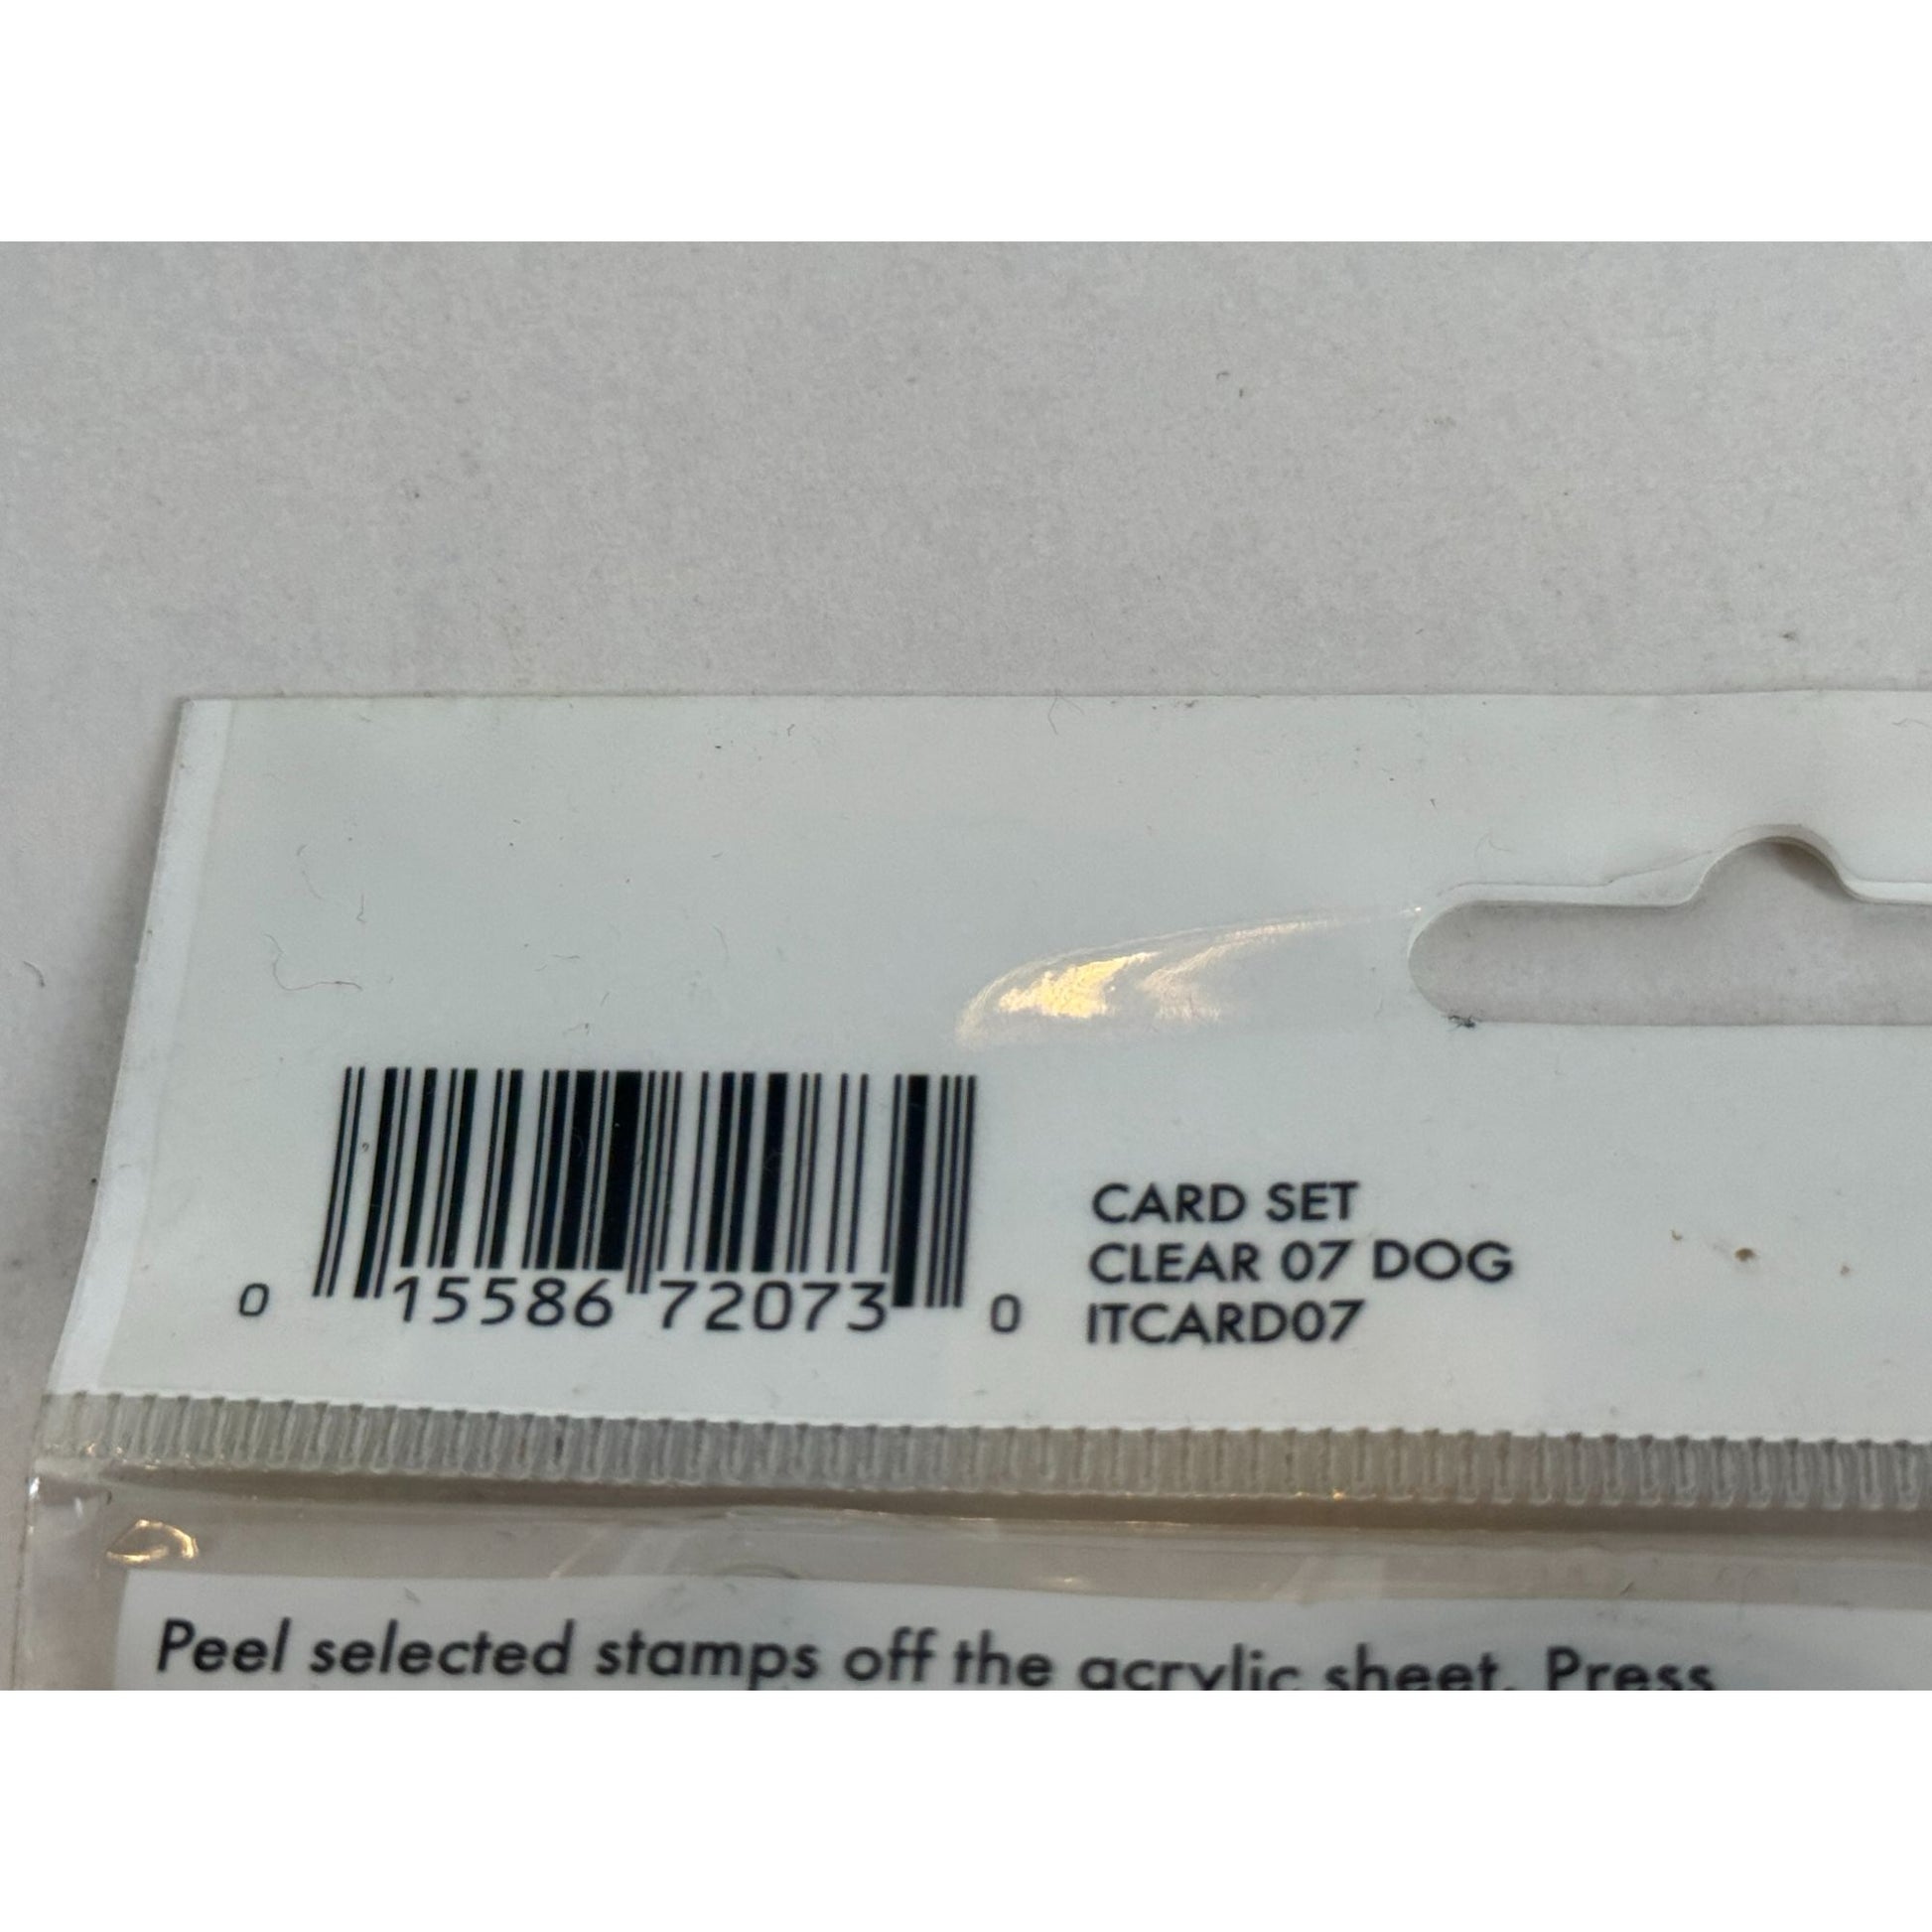 0 15586 72073 0
CARD SET
CLEAR 07 DOG
ITCARD07
Peel selected stamps off the acrylic sheet. Press